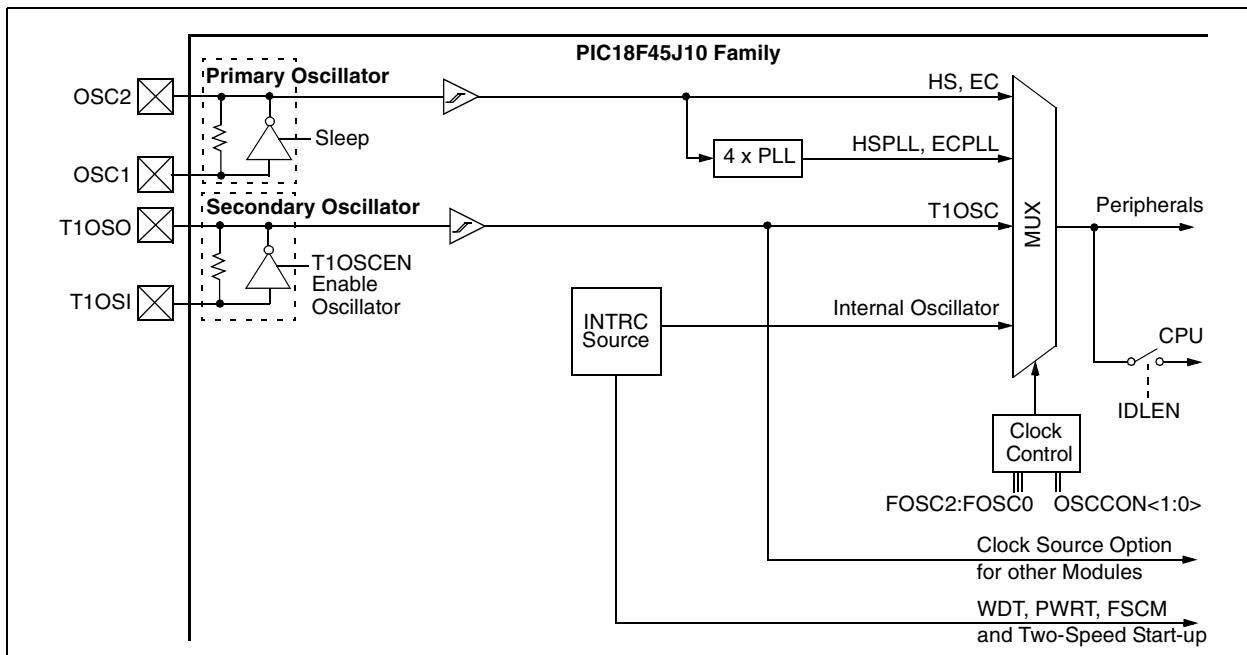 PIC18F45J10 Family
Primary Oscillator
OSC2
HS, EC
Sleep
4 x PLL
HSPLL, ECPLL
OSC1
Secondary Oscillator
T1OSO
T1OSC
MUX
Peripherals
T1OSCEN
Enable
Oscillator
T1OSI
INTRC
Source
Internal Oscillator
CPU
IDLEN
Clock
Control
FOSC2:FOSC0
OSCCON<1:0>
Clock Source Option
for other Modules
WDT, PWRT, FSCM
and Two-Speed Start-up